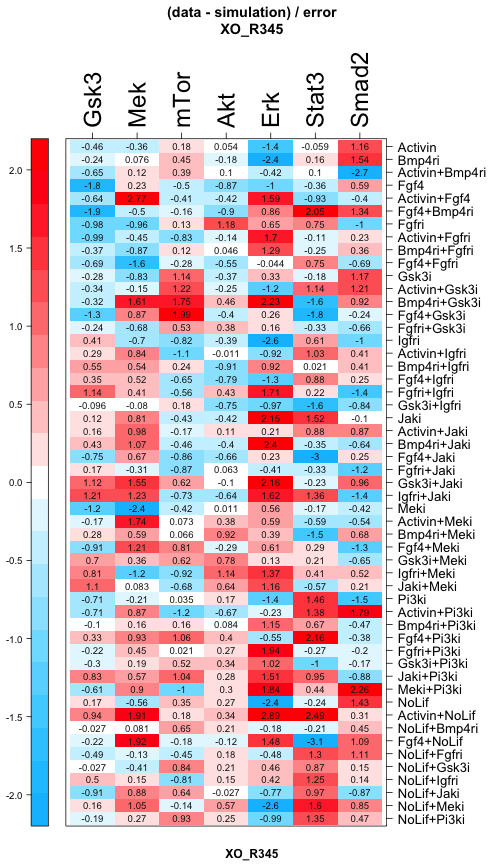 (data - simulation) / error
XO_R345
Gsk3 Mek mTor Akt Erk Stat3 Smad2
-0.46 -0.36 0.18 0.054 -1.4 -0.059 1.16 Activin
-0.24 0.076 0.45 -0.18 -2.4 0.16 1.54 Bmp4ri
-0.65 0.12 0.39 0.1 -0.42 0.1 -2.7 Activin+Bmp4ri
-1.8 0.23 -0.5 -0.87 -1 -0.36 0.59 Fgf4
-0.64 2.77 -0.41 -0.42 1.59 -0.93 -0.4 Activin+Fgf4
-1.9 -0.5 -0.16 -0.9 0.86 2.05 1.34 Fgf4+Bmp4ri
-0.98 -0.96 0.13 1.18 0.65 0.75 -1 Fgfri
-0.99 -0.45 -0.83 -0.14 1.7 -0.11 0.23 Activin+Fgfri
-0.37 -0.87 0.12 0.046 1.29 -0.25 0.36 Bmp4ri+Fgfri
-0.69 -1.6 -0.28 -0.55 -0.044 0.75 -0.69 Fgf4+Fgfri
-0.28 -0.83 1.14 -0.37 0.33 -0.18 1.17 Gsk3i
-0.34 -0.15 1.22 -0.25 -1.2 1.14 1.21 Activin+Gsk3i
-0.32 1.61 1.75 0.46 2.23 -1.6 0.92 Bmp4ri+Gsk3i
-1.3 0.87 1.99 -0.4 0.26 -1.8 -0.24 Fgf4+Gsk3i
-0.24 -0.68 0.53 0.38 0.16 -0.33 -0.66 Fgfri+Gsk3i
0.41 -0.7 -0.82 -0.39 -2.6 0.61 -1 Igfri
0.29 0.84 -1.1 -0.011 -0.92 1.03 0.41 Activin+Igfri
0.55 0.54 0.24 -0.91 0.92 0.021 0.41 Bmp4ri+Igfri
0.35 0.52 -0.65 -0.79 -1.3 0.88 0.25 Fgf4+Igfri
1.14 0.41 -0.56 0.43 1.71 0.22 -1.4 Fgfri+Igfri
-0.096 -0.08 0.18 -0.75 -0.97 -1.6 -0.84 Gsk3i+Igfri
0.12 0.81 -0.43 -0.42 2.15 1.52 -0.1 Jaki
0.16 0.98 -0.17 0.11 0.21 0.88 0.87 Activin+Jaki
0.43 1.07 -0.46 -0.4 2.4 -0.35 -0.64 Bmp4ri+Jaki
-0.75 0.67 -0.86 -0.66 0.23 -3 0.25 Fgf4+Jaki
0.17 -0.31 -0.87 0.063 -0.41 -0.33 -1.2 Fgfri+Jaki
1.12 1.55 0.62 -0.1 2.16 -0.23 0.96 Gsk3i+Jaki
1.21 1.23 -0.73 -0.64 1.62 1.36 -1.4 Igfri+Jaki
-1.2 -2.4 -0.42 0.011 0.56 -0.17 -0.42 Meki
-0.17 1.74 0.073 0.38 0.59 -0.59 -0.54 Activin+Meki
0.28 0.59 0.066 0.92 0.39 -1.5 0.68 Bmp4ri+Meki
-0.91 1.21 0.81 -0.29 0.61 0.29 -1.3 Fgf4+Meki
0.7 0.36 0.62 0.78 0.13 0.21 -0.65 Gsk3i+Meki
0.81 -1.2 -0.92 1.14 1.37 0.41 0.52 Igfri+Meki
1.1 0.083 -0.68 0.64 1.16 -0.57 -0.21 Jaki+Meki
-0.71 -0.21 0.035 0.17 -1.4 1.46 -1.5 Pi3ki
-0.71 0.87 -1.2 -0.67 -0.23 1.38 1.79 Activin+Pi3ki
-0.1 0.16 0.16 0.084 1.15 0.67 -0.47 Bmp4ri+Pi3ki
0.33 0.93 1.06 0.4 -0.55 2.16 -0.38 Fgf4+Pi3ki
-0.22 0.45 0.021 0.27 1.94 -0.27 -0.2 Fgfri+Pi3ki
-0.3 0.19 0.52 0.34 1.02 -1 -0.17 Gsk3i+Pi3ki
0.83 0.57 1.04 0.28 1.51 0.95 -0.88 Jaki+Pi3ki
-0.61 0.9 -1 0.3 1.84 0.44 2.26 Meki+Pi3ki
0.17 -0.56 0.35 0.27 -2.4 -0.24 1.43 NoLif
0.94 1.91 0.18 0.34 2.89 2.49 0.31 Activin+NoLif
-0.027 0.081 0.65 0.21 -0.18 -0.21 0.45 NoLif+Bmp4ri
-0.22 1.92 -0.18 -0.12 1.48 -3.1 1.09 Fgf4+NoLif
-0.49 -0.13 -0.45 0.18 -0.48 1.3 1.11 NoLif+Fgfri
-0.027 -0.41 0.84 0.21 0.46 0.87 0.15 NoLif+Gsk3i
0.5 0.15 -0.81 0.15 0.42 1.25 0.14 NoLif+Igfri
-0.91 0.88 0.64 -0.027 -0.77 0.97 -0.87 NoLif+Jaki
0.16 1.05 -0.14 0.57 -2.6 1.6 0.85 NoLif+Meki
-0.19 0.27 0.93 0.25 -0.99 1.35 0.47 NoLif+Pi3ki
2.0
1.5
1.0
0.5
0.0
-0.5
-1.0
-1.5
-2.0
XO_R345